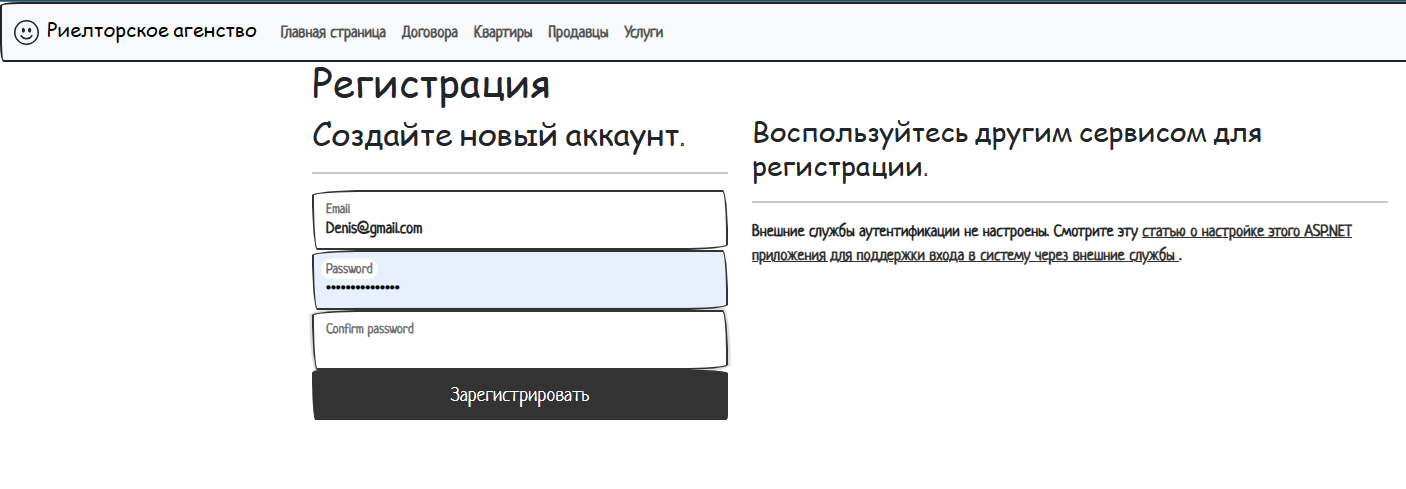 Риелторское агенство Главная страница Договора Квартиры Продавцы Услуги
Регистрация
Создайте новый аккаунт.
Email
Denis@gmail.com
Password
•••••••••••••••
Confirm password
Зарегистрировать
Воспользуйтесь другим сервисом для
регистрации.
Внешние службы аутентификации не настроены. Смотрите эту статью о настройке этого ASP.NET
приложения для поддержки входа в систему через внешние службы .